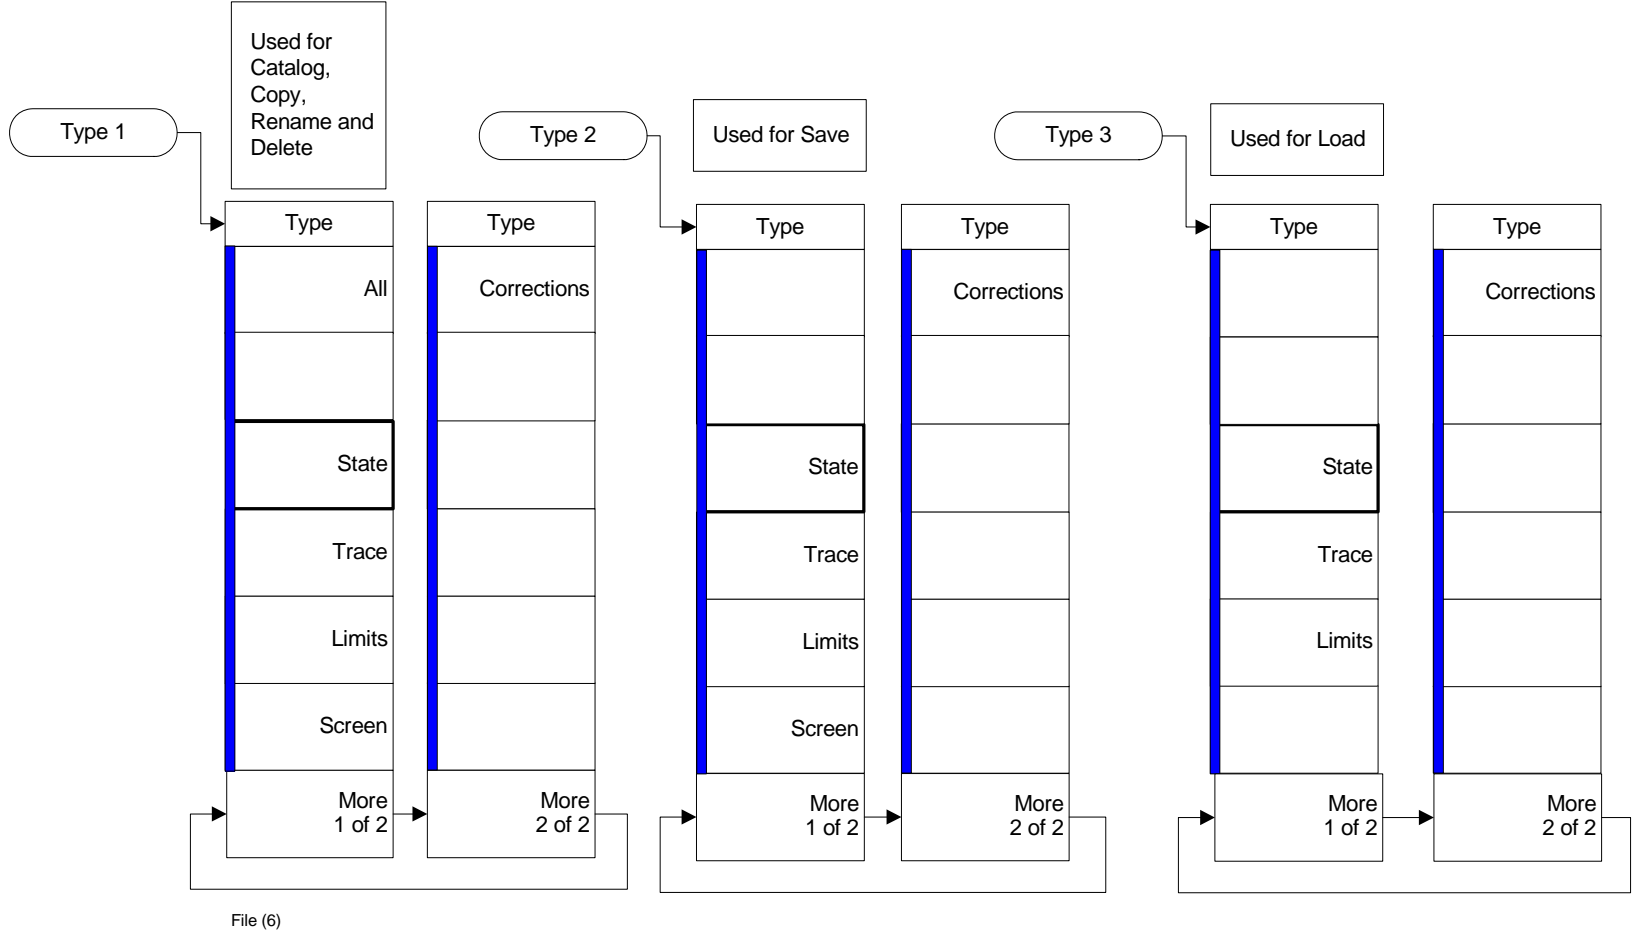 Used for
Catalog,
Copy,
Rename and
Delete
Type 1
Type
All
State
Trace
Limits
Screen
More
1 of 2
Type
Corrections
More
2 of 2
Type 2
Used for Save
Type
State
Trace
Limits
Screen
More
1 of 2
Type
Corrections
More
2 of 2
Type 3
Used for Load
Type
State
Trace
Limits
More
1 of 2
Type
Corrections
More
2 of 2
File (6)